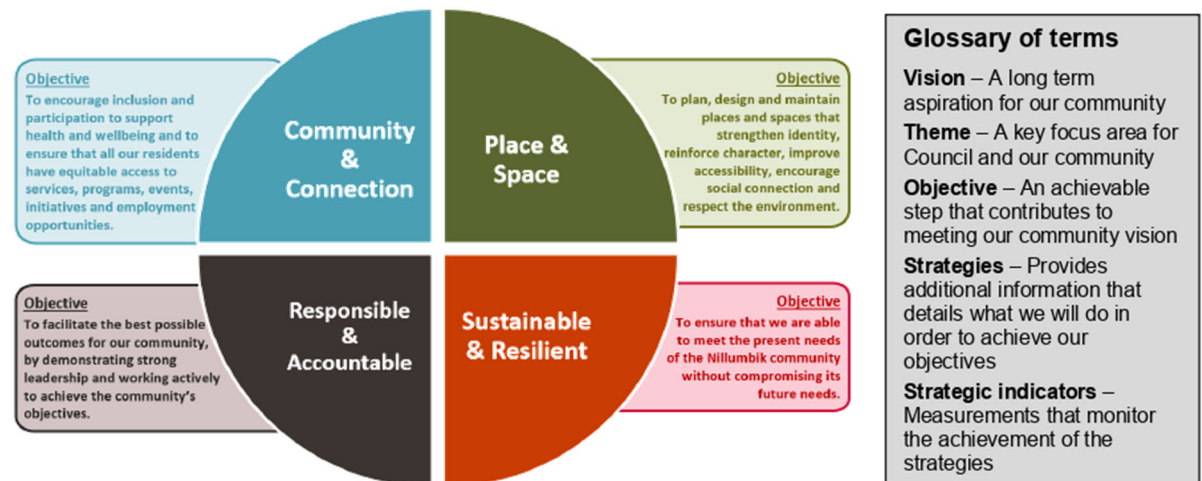 Objective
To encourage inclusion and
participation to support
health and wellbeing and to
ensure that all our residents
have equitable access to
services, programs, events,
initiatives and employment
opportunities.
Community
&
Connection
Place &
Space
Objective
To plan, design and maintain
places and spaces that
strengthen identity,
reinforce character, improve
accessibility, encourage
social connection and
respect the environment.
Objective
To facilitate the best possible
outcomes for our community,
by demonstrating strong
leadership and working actively
to achieve the community's
objectives.
Responsible
&
Accountable
Sustainable
& Resilient
Objective
To ensure that we are able
to meet the present needs
of the Nillumbik community
without compromising its
future needs.
Glossary of terms
Vision – A long term
aspiration for our community
Theme – A key focus area for
Council and our community
Objective – An achievable
step that contributes to
meeting our community vision
Strategies – Provides
additional information that
details what we will do in
order to achieve our
objectives
Strategic indicators –
Measurements that monitor
the achievement of the
strategies